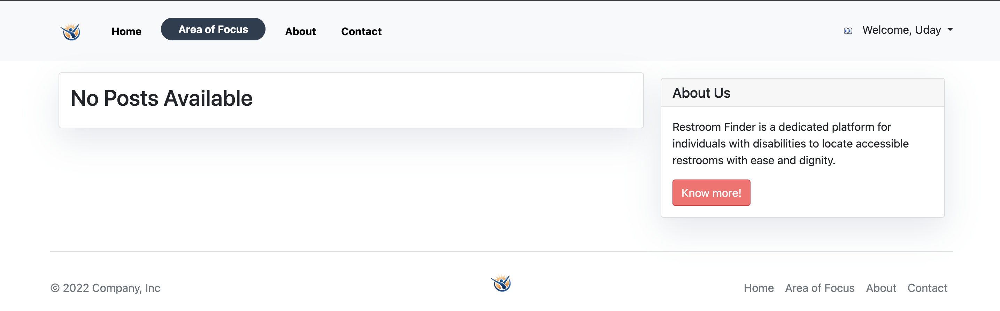 Home
Area of Focus
About
Contact
Welcome, Uday
No Posts Available
About Us
Restroom Finder is a dedicated platform for
individuals with disabilities to locate accessible
restrooms with ease and dignity.
Know more!
© 2022 Company, Inc
Home
Area of Focus
About
Contact